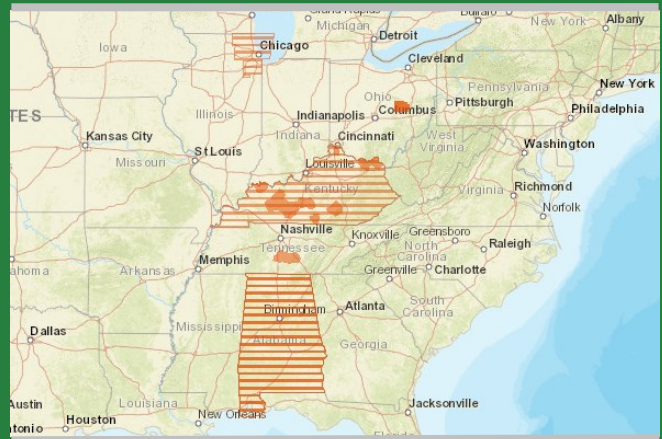 Michigan
New York
Albany
Detroit
Iowa
Chicago
Cleveland
New York
Pennsylvania
Ohio
Pittsburgh
TES
Illinois
Columbus
Philadelphia
Indianapolis
Kansas City
Indiana
Cincinnati
West
Virginia
Washington
St Louis
Missouri
Louisville
Kentucky
Virginia
Richmond
Norfolk
Nashville
Knoxville
Greensboro
Tennessee
North
Carolina
Raleigh
ahoma
Arkansas
Memphis
Greenville
Charlotte
South
Carolina
Birmingham
Atlanta
Mississippi
Dallas
Alabama
Georgia
Austin
Louisiana
Jacksonville
Houston
New Orleans
tonio